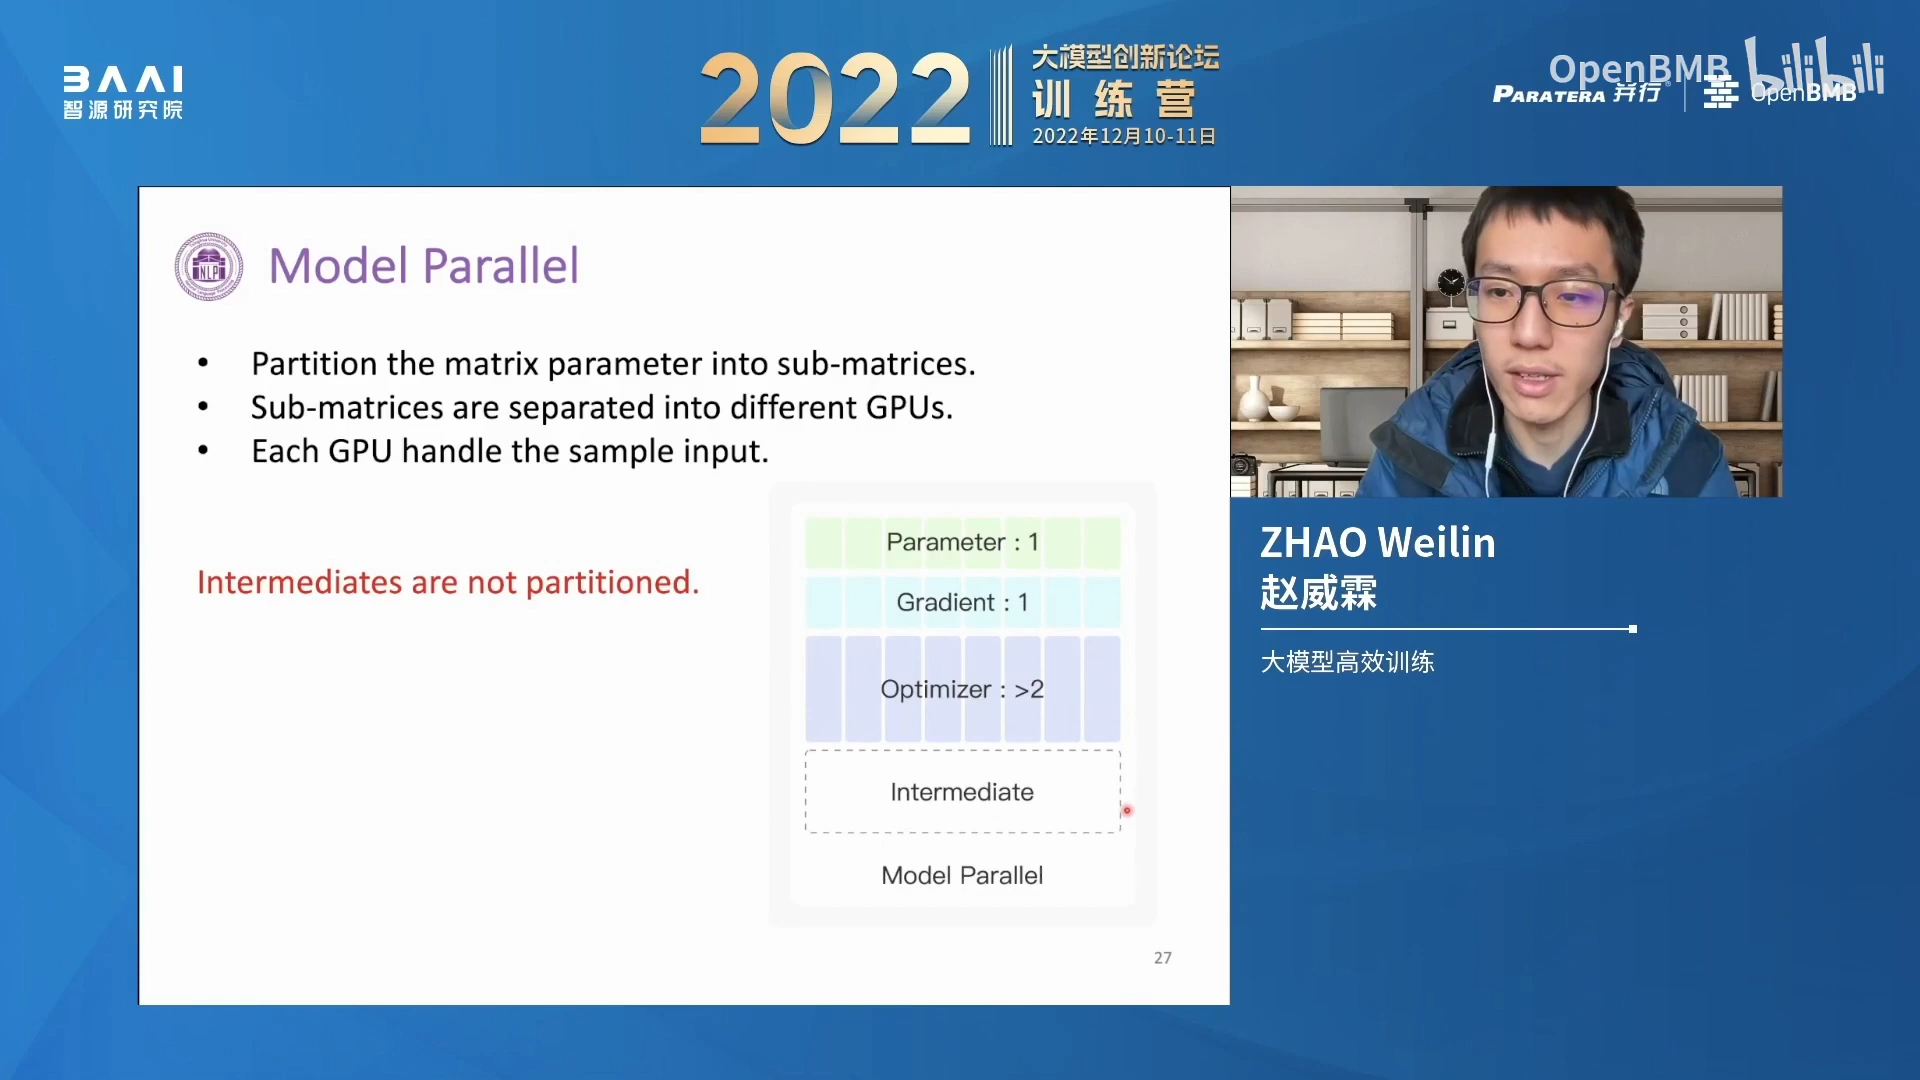 BAAI
智源研究院
2022
大模型创新论坛
训练营
2022年12月10-11日
OpenBMB
bilibili
PARATERA 并行
OpenBMB
NLP
Model Parallel
• Partition the matrix parameter into sub-matrices.
• Sub-matrices are separated into different GPUs.
• Each GPU handle the sample input.
Intermediates are not partitioned.
Parameter : 1
Gradient : 1
Optimizer : >2
Intermediate
Model Parallel
27
ZHAO Weilin
赵威霖
大模型高效训练